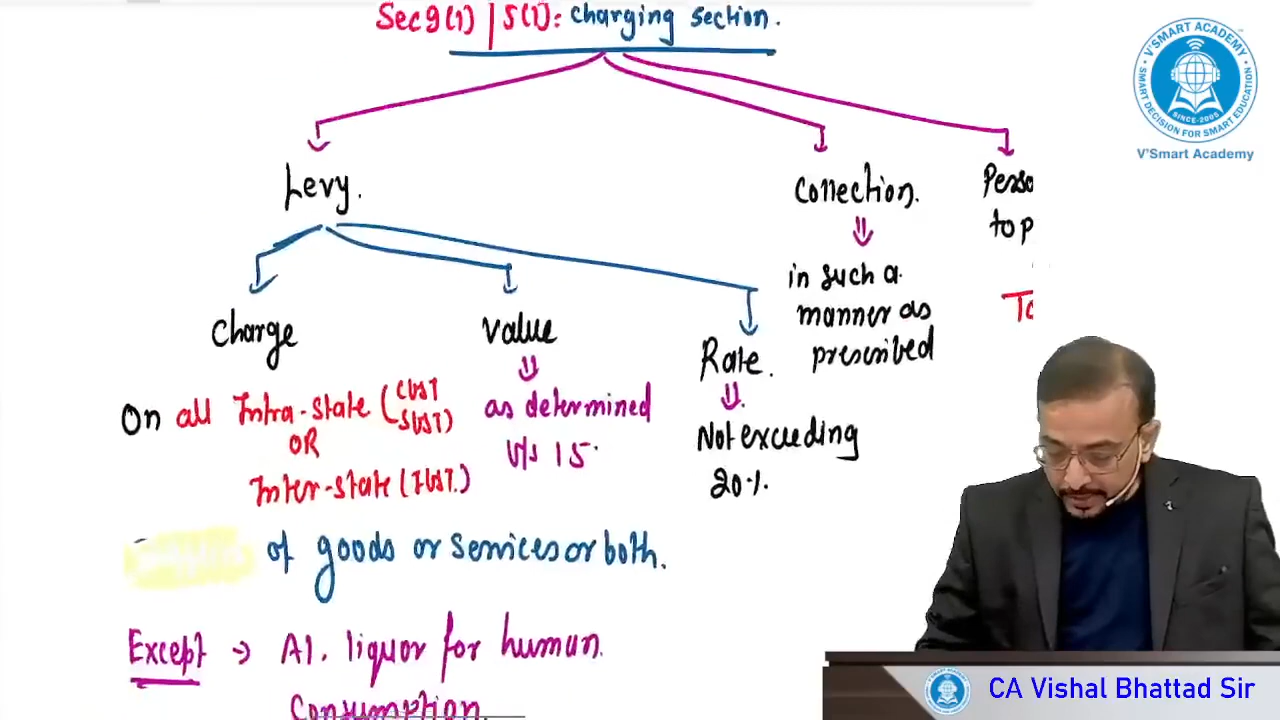 Sec 9(1) | 5(1): charging section.
Levy.
Collection.
in such a
manner as
prescribed
Charge
Value
Rate.
On all Intra-state (CGST
SGST)
OR
Inter-state (IGST.)
as determined
u/s 15.
Not exceeding
20%.
of goods or services or both.
Except → Al. liquor for human
Consumption.
V'SMART ACADEMY
SMART DECISION FOR SMART EDUCATION
SINCE-2005
V'Smart Academy
CA Vishal Bhattad Sir